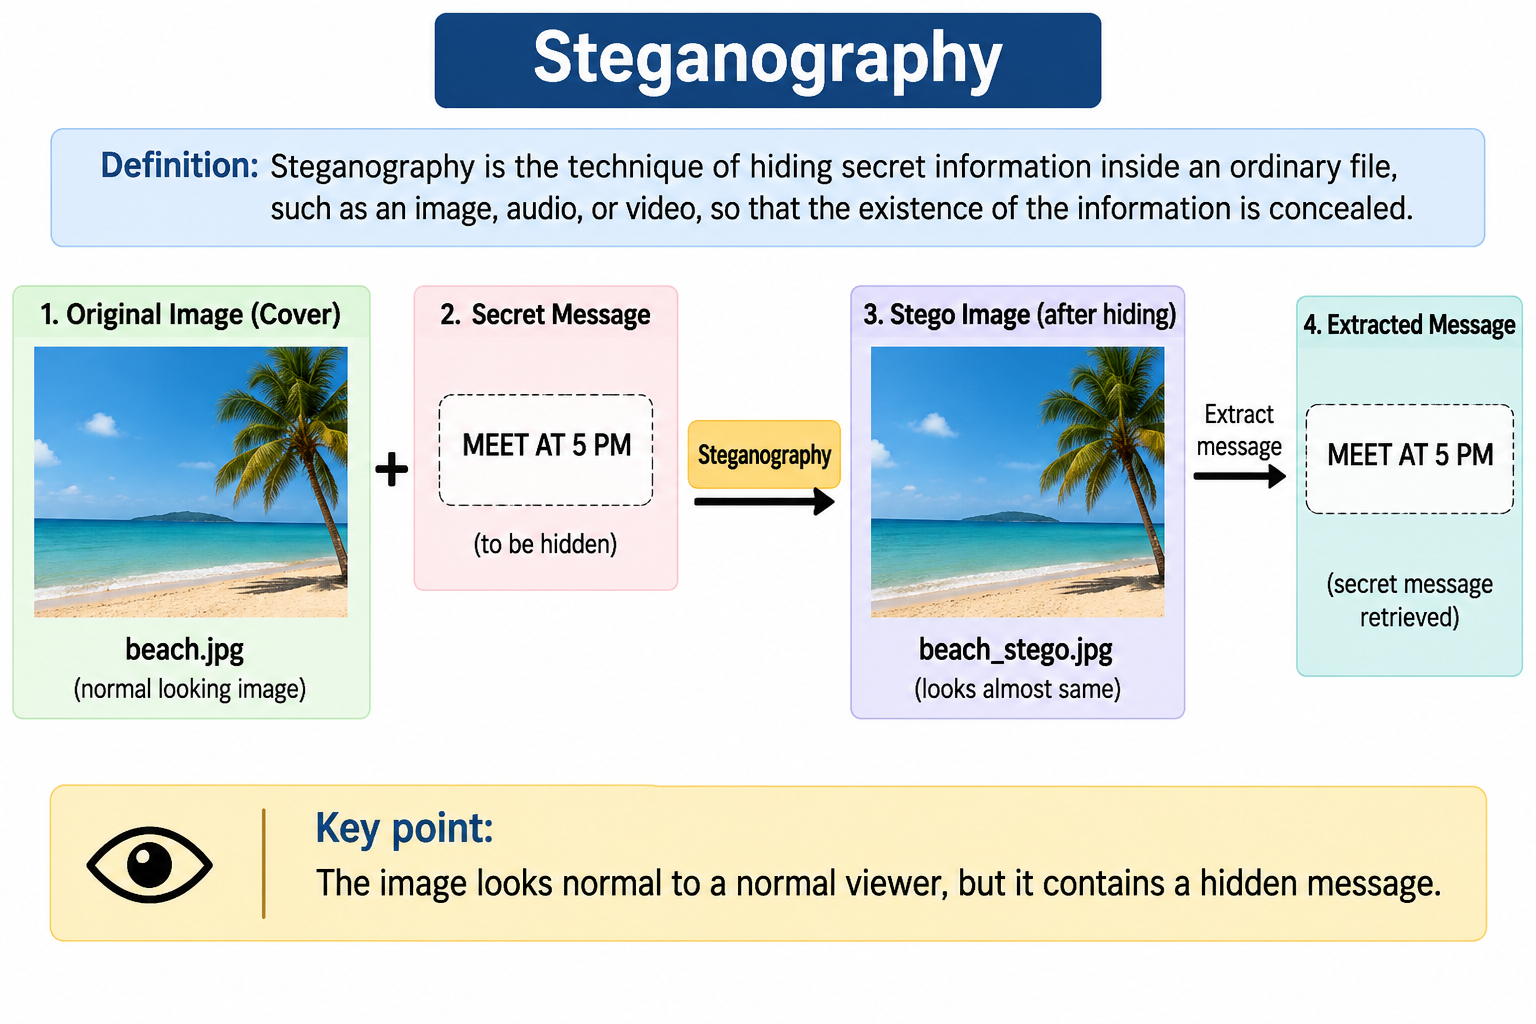 Steganography
Definition: Steganography is the technique of hiding secret information inside an ordinary file,
such as an image, audio, or video, so that the existence of the information is concealed.
1. Original Image (Cover)
beach.jpg
(normal looking image)
+
2. Secret Message
MEET AT 5 PM
(to be hidden)
Steganography
3. Stego Image (after hiding)
beach_stego.jpg
(looks almost same)
Extract
message
4. Extracted Message
MEET AT 5 PM
(secret message
retrieved)
Key point:
The image looks normal to a normal viewer, but it contains a hidden message.